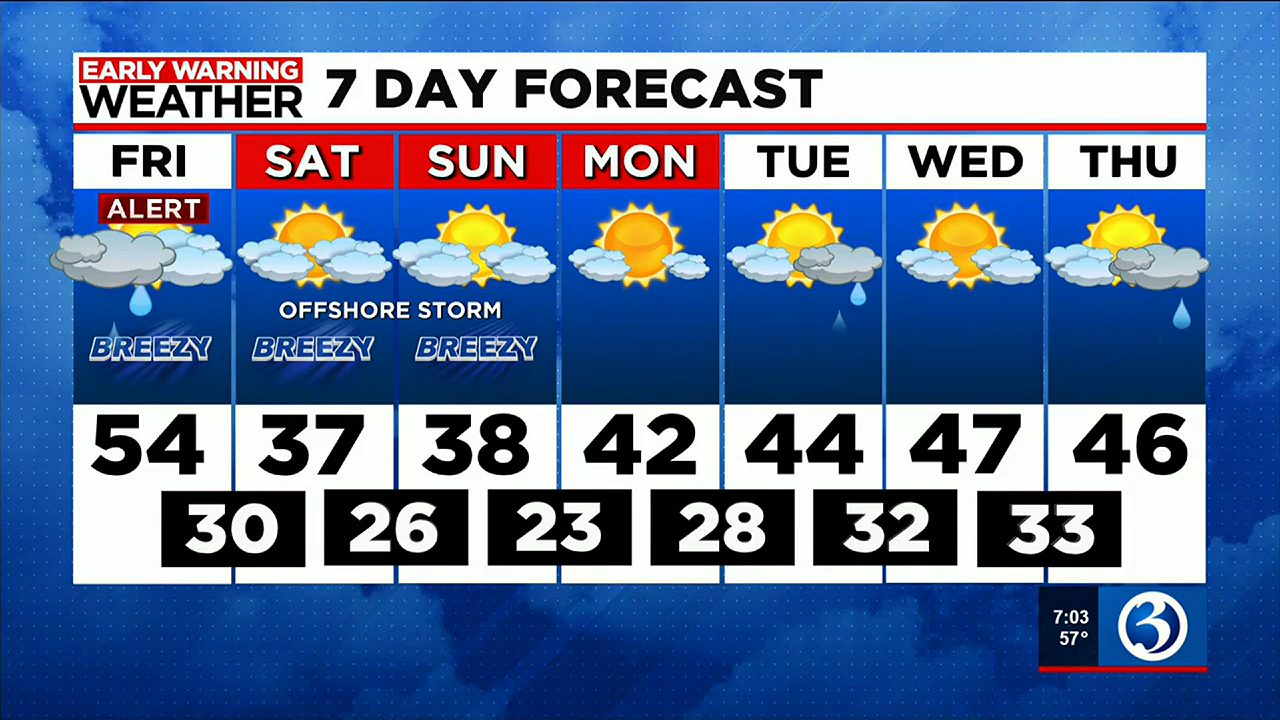 EARLY WARNING
WEATHER
7 DAY FORECAST
FRI SAT SUN MON TUE WED THU
ALERT
OFFSHORE STORM
BREEZY BREEZY BREEZY
54 37 38 42 44 47 46
30 26 23 28 32 33
7:03
57°
3